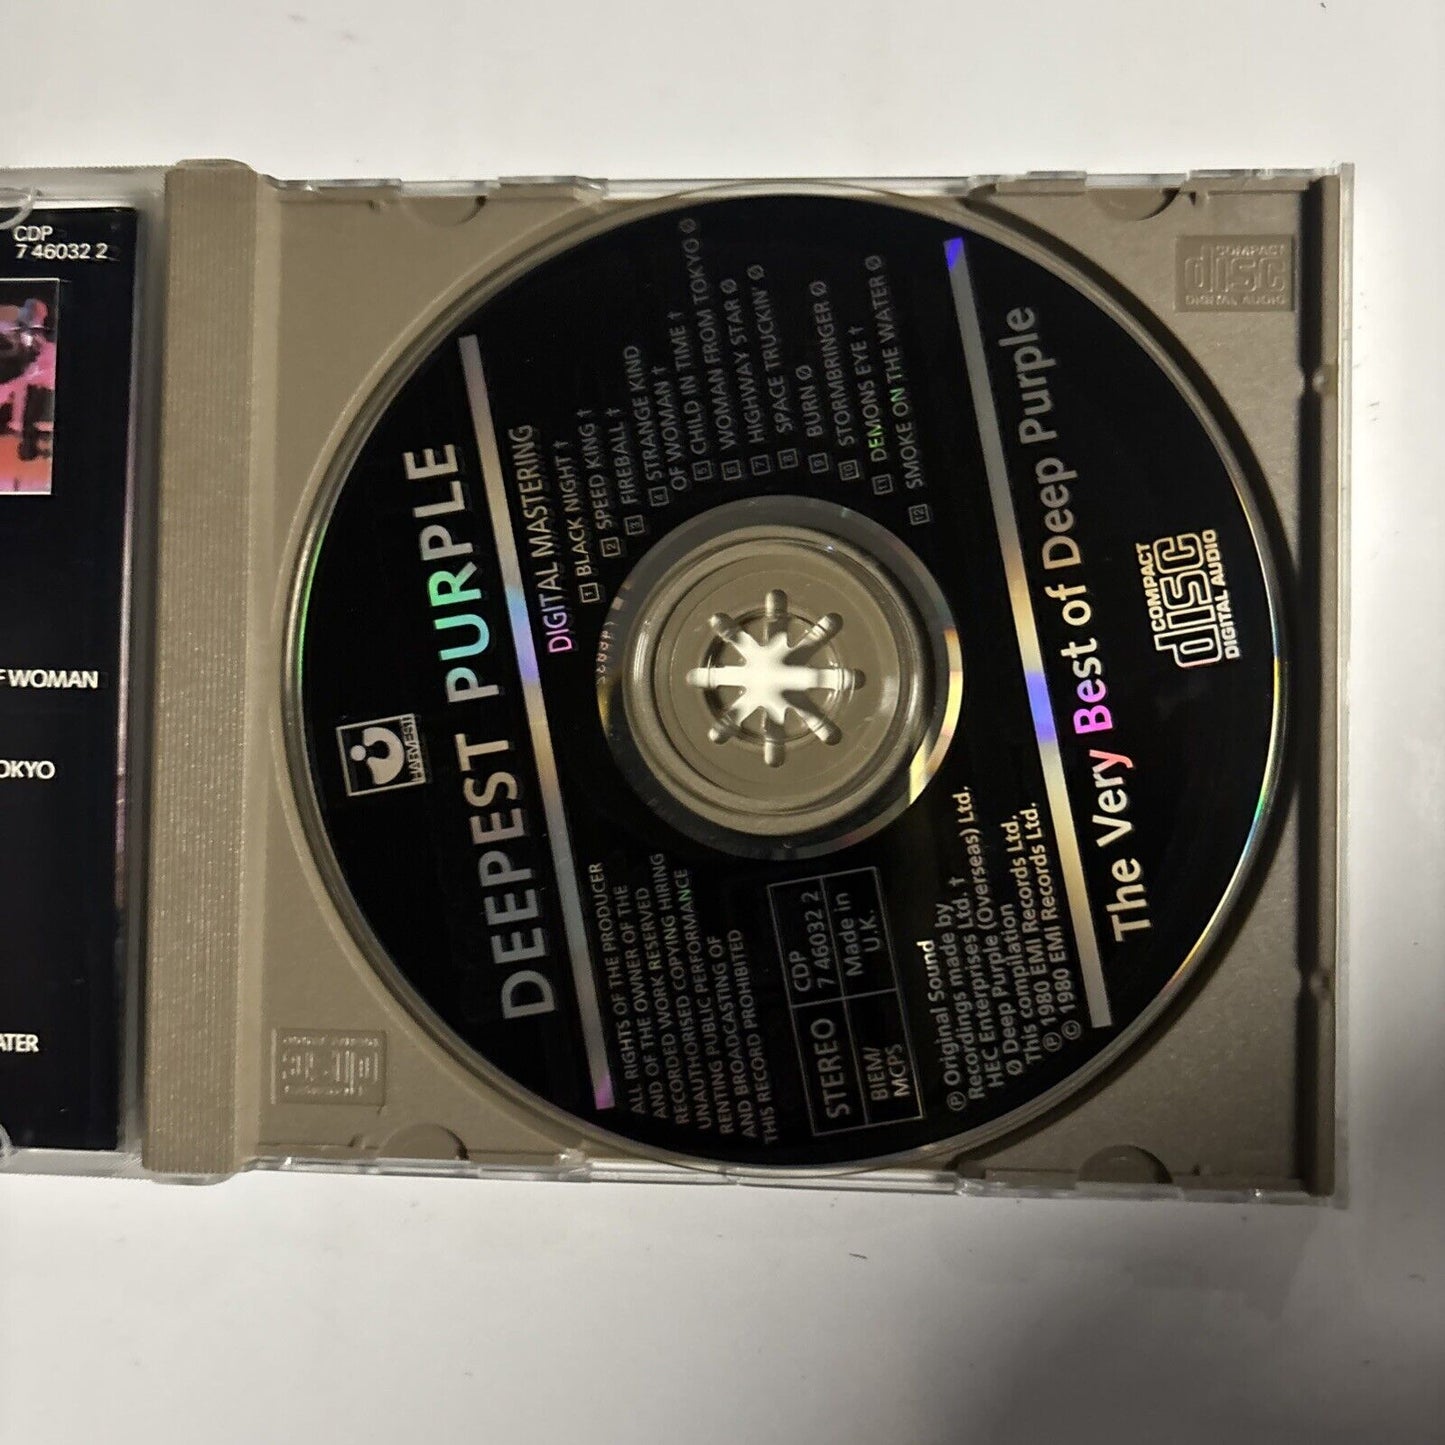 CDP
7 46032 2
F WOMAN
OKYO
ATER
HARVEST
DEEPEST PURPLE
DIGITAL MASTERING
1 BLACK NIGHT †
2 SPEED KING †
3 FIREBALL †
4 STRANGE KIND
OF WOMAN †
5 CHILD IN TIME †
6 WOMAN FROM TOKYO Ø
7 HIGHWAY STAR Ø
8 SPACE TRUCKIN' Ø
9 BURN Ø
10 STORMBRINGER Ø
11 DEMONS EYE †
12 SMOKE ON THE WATER Ø
ALL RIGHTS OF THE PRODUCER
AND OF THE OWNER OF THE
RECORDED WORK RESERVED
UNAUTHORISED COPYING HIRING
RENTING PUBLIC PERFORMANCE
AND BROADCASTING OF
THIS RECORD PROHIBITED
STEREO
CDP
7 46032 2
BIEM/
MCPS
Made in
U.K.
℗ Original Sound
Recordings made by
HEC Enterprises Ltd. †
Ø Deep Purple (Overseas) Ltd.
This compilation
℗ 1980 EMI Records Ltd.
© 1980 EMI Records Ltd.
The Very Best of Deep Purple
COMPACT
disc
DIGITAL AUDIO
COMPACT
disc
DIGITAL AUDIO